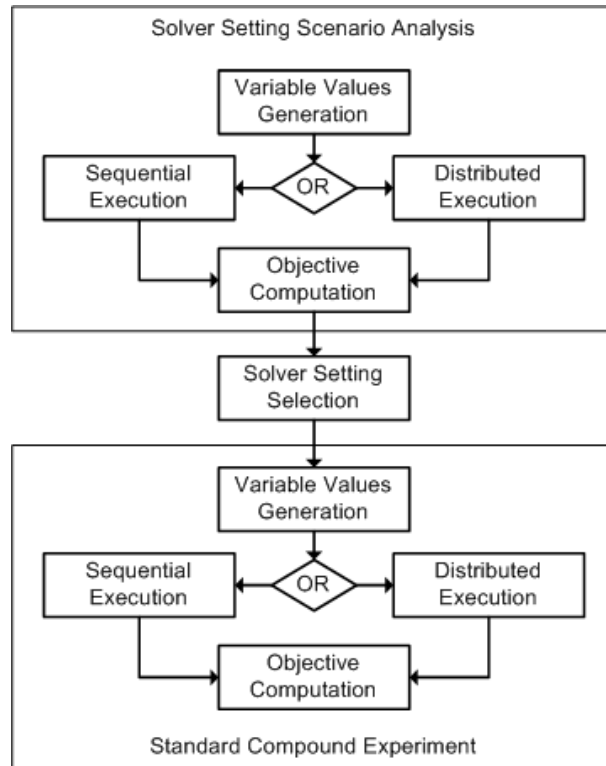 Solver Setting Scenario Analysis
Variable Values
Generation
Sequential
Execution
OR
Distributed
Execution
Objective
Computation
Solver Setting
Selection
Variable Values
Generation
Sequential
Execution
OR
Distributed
Execution
Objective
Computation
Standard Compound Experiment